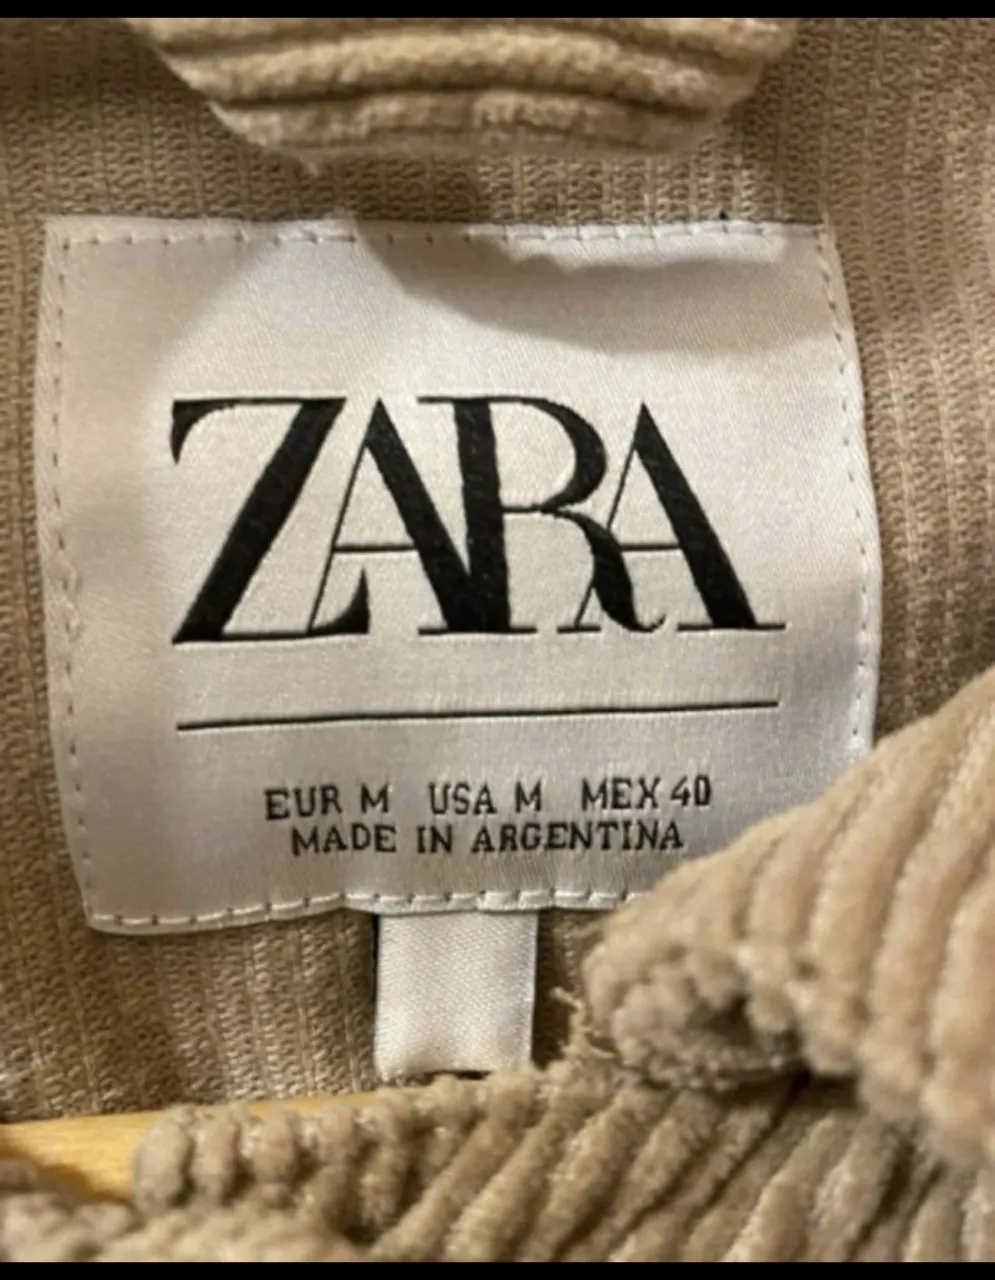 ZARA
EUR M USA M MEX 40
MADE IN ARGENTINA